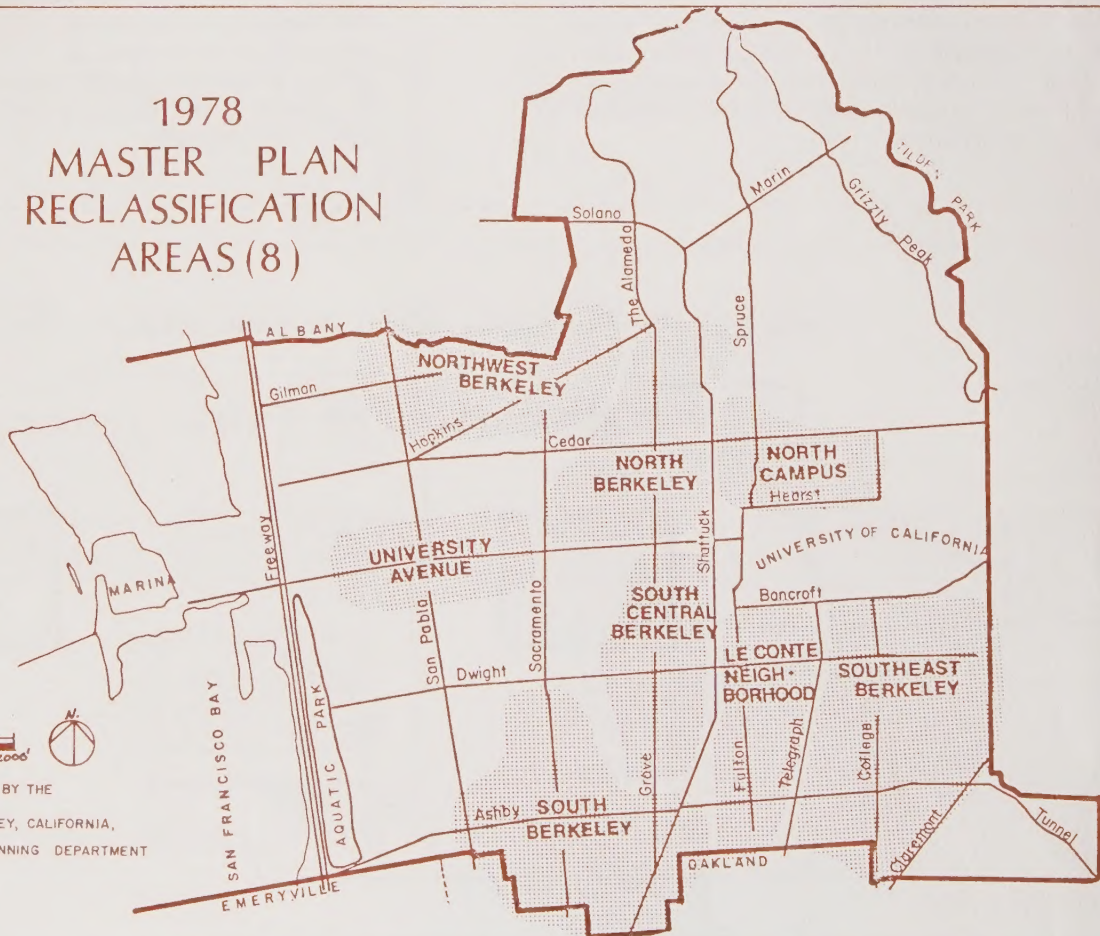 1978
MASTER PLAN
RECLASSIFICATION
AREAS (8)
TILDEN PARK
Marin
Grizzly Peak
Solano
The Alameda
Spruce
ALBANY
NORTHWEST
BERKELEY
Gilman
Hopkins
Cedar
NORTH
BERKELEY
NORTH
CAMPUS
Hearst
Freeway
Shattuck
UNIVERSITY OF CALIFORNIA
UNIVERSITY
AVENUE
MARINA
Bancroft
SOUTH
CENTRAL
BERKELEY
San Pablo
Sacramento
Dwight
LE CONTE
NEIGH-
BORHOOD
SOUTHEAST
BERKELEY
N.
2000'
BY THE
EY, CALIFORNIA,
NNING DEPARTMENT
SAN FRANCISCO BAY
AQUATIC PARK
Grove
Fulton
Telegraph
College
Ashby
SOUTH
BERKELEY
OAKLAND
Claremont
Tunnel
EMERYVILLE